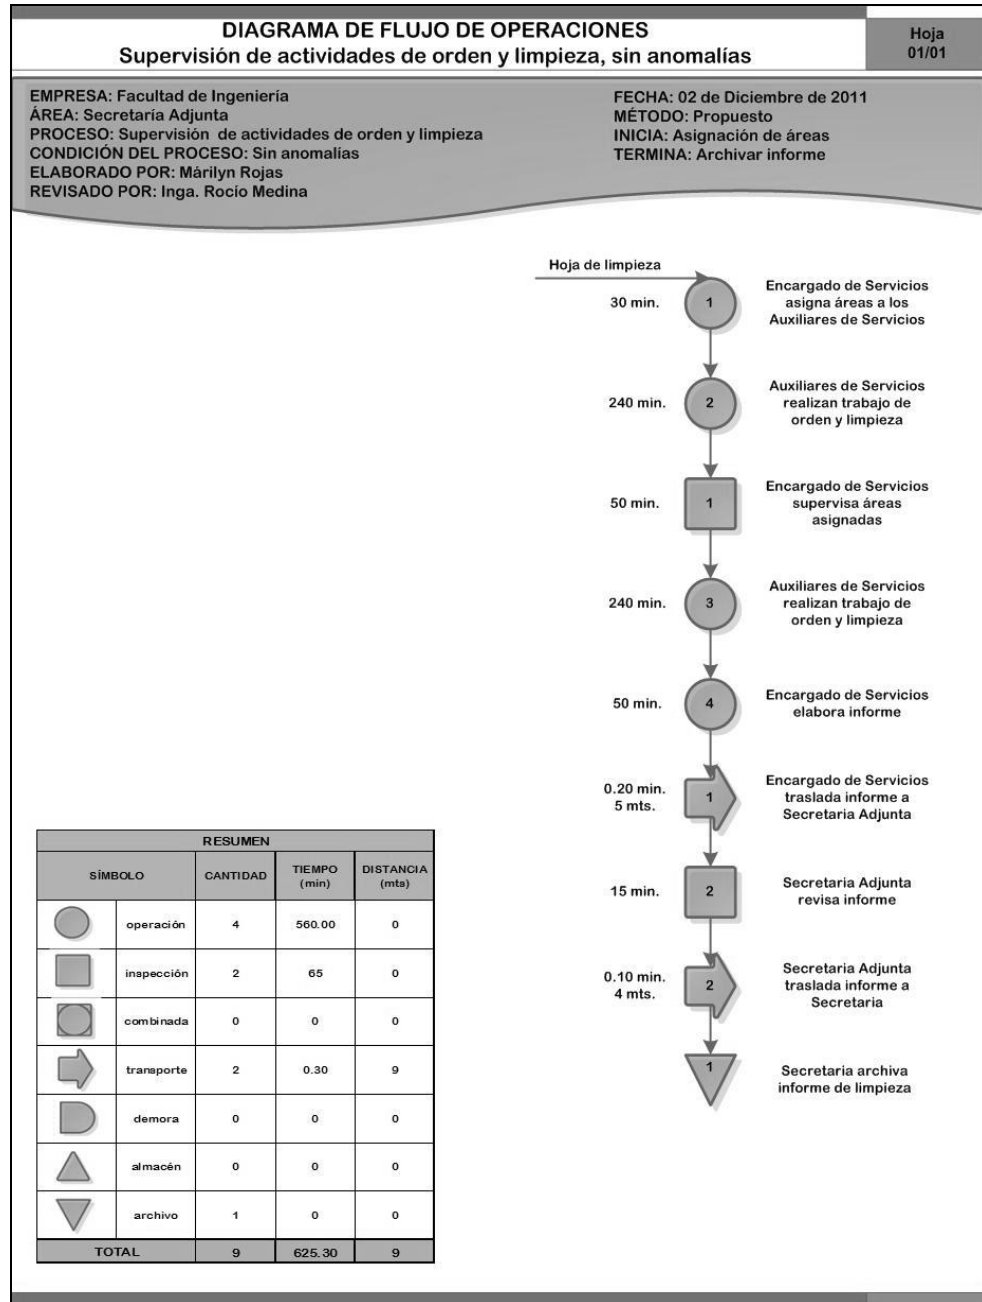 DIAGRAMA DE FLUJO DE OPERACIONES
Supervisión de actividades de orden y limpieza, sin anomalías
Hoja
01/01
EMPRESA: Facultad de Ingeniería
ÁREA: Secretaría Adjunta
PROCESO: Supervisión de actividades de orden y limpieza
CONDICIÓN DEL PROCESO: Sin anomalías
ELABORADO POR: Márilyn Rojas
REVISADO POR: Inga. Rocío Medina
FECHA: 02 de Diciembre de 2011
MÉTODO: Propuesto
INICIA: Asignación de áreas
TERMINA: Archivar informe
Hoja de limpieza
30 min.
1
Encargado de Servicios
asigna áreas a los
Auxiliares de Servicios
240 min.
2
Auxiliares de Servicios
realizan trabajo de
orden y limpieza
50 min.
1
Encargado de Servicios
supervisa áreas
asignadas
240 min.
3
Auxiliares de Servicios
realizan trabajo de
orden y limpieza
50 min.
4
Encargado de Servicios
elabora informe
0.20 min.
5 mts.
1
Encargado de Servicios
traslada informe a
Secretaria Adjunta
15 min.
2
Secretaria Adjunta
revisa informe
0.10 min.
4 mts.
2
Secretaria Adjunta
traslada informe a
Secretaria
1
Secretaria archiva
informe de limpieza
RESUMEN
SÍMBOLO CANTIDAD TIEMPO (min) DISTANCIA (mts)
operación 4 560.00 0
inspección 2 65 0
combinada 0 0 0
transporte 2 0.30 9
demora 0 0 0
almacén 0 0 0
archivo 1 0 0
TOTAL 9 625.30 9